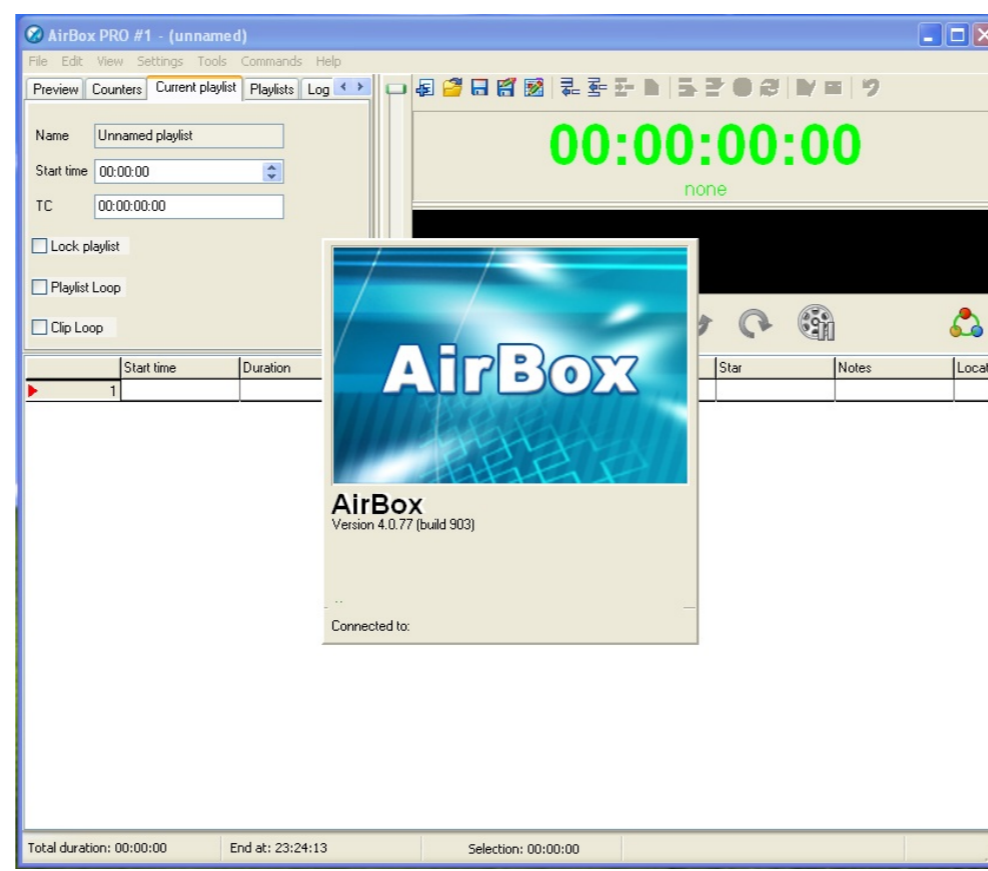 AirBox PRO #1 - (unnamed)
File Edit View Settings Tools Commands Help
Preview Counters Current playlist Playlists Log
Name Unnamed playlist
Start time 00:00:00
TC 00:00:00:00
Lock playlist
Playlist Loop
Clip Loop
00:00:00:00
none
Start time Duration Star Notes Locat
1
AirBox
AirBox
Version 4.0.77 (build 903)
..
Connected to:
Total duration: 00:00:00 End at: 23:24:13 Selection: 00:00:00